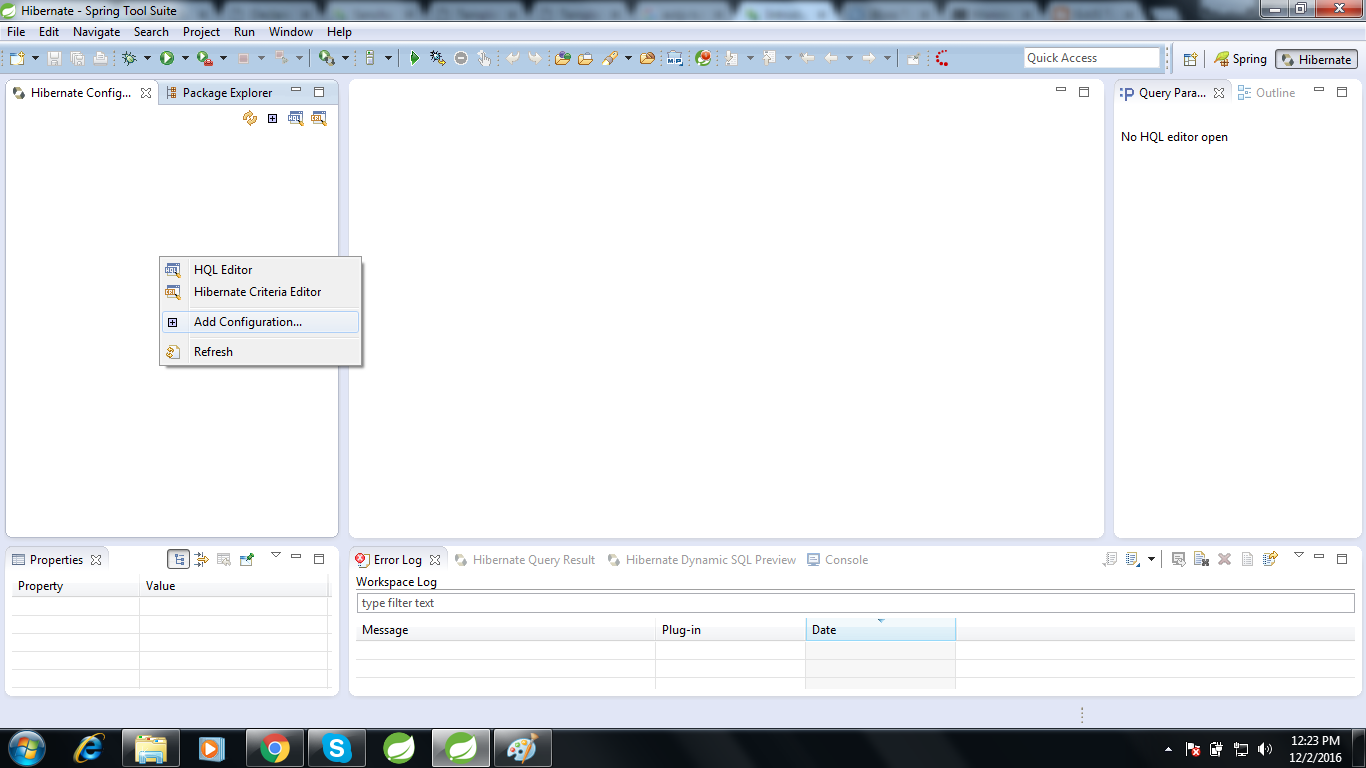 Hibernate - Spring Tool Suite
File Edit Navigate Search Project Run Window Help
Quick Access
Spring
Hibernate
Hibernate Config...
Package Explorer
Query Para...
Outline
No HQL editor open
HQL Editor
Hibernate Criteria Editor
Add Configuration...
Refresh
Properties
Property Value
Error Log
Hibernate Query Result
Hibernate Dynamic SQL Preview
Console
Workspace Log
type filter text
Message Plug-in Date
12:23 PM
12/2/2016